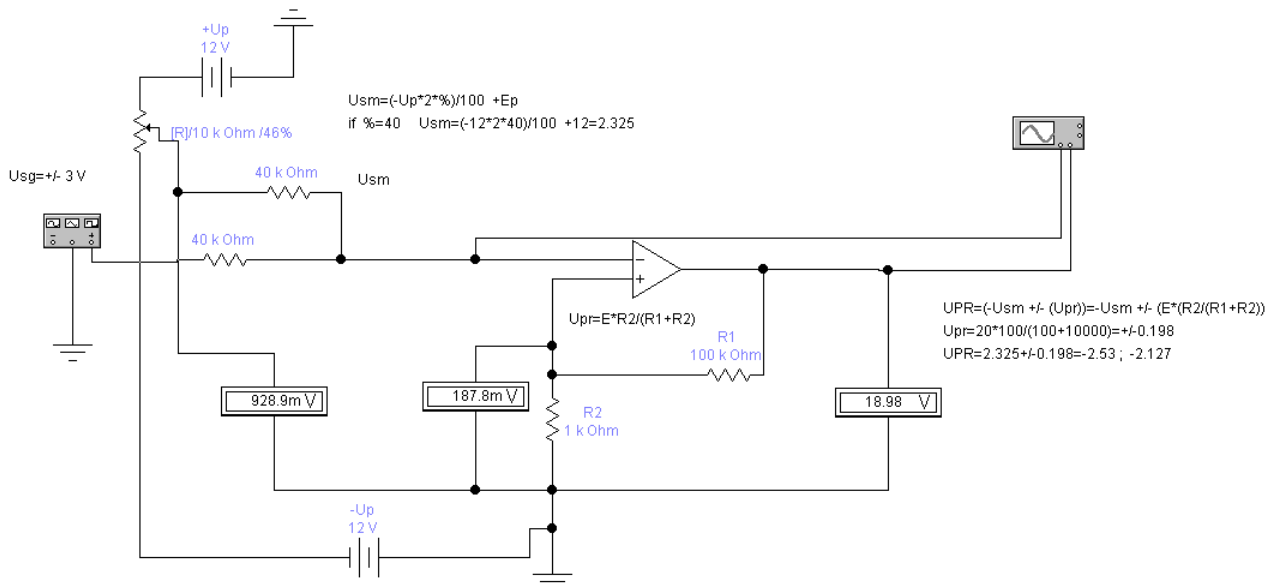 +Up
12 V
Usm=(-Up*2*%)/100 +Ep
if %=40 Usm=(-12*2*40)/100 +12=2.325
[R]/10 k Ohm /46%
Usg=+/- 3 V
40 k Ohm
Usm
40 k Ohm
Upr=E*R2/(R1+R2)
R1
100 k Ohm
UPR=(-Usm +/- (Upr))=-Usm +/- (E*(R2/(R1+R2))
Upr=20*100/(100+10000)=+/-0.198
UPR=2.325+/-0.198=-2.53 ; -2.127
928.9m V
187.8m V
18.98 V
R2
1 k Ohm
-Up
12 V